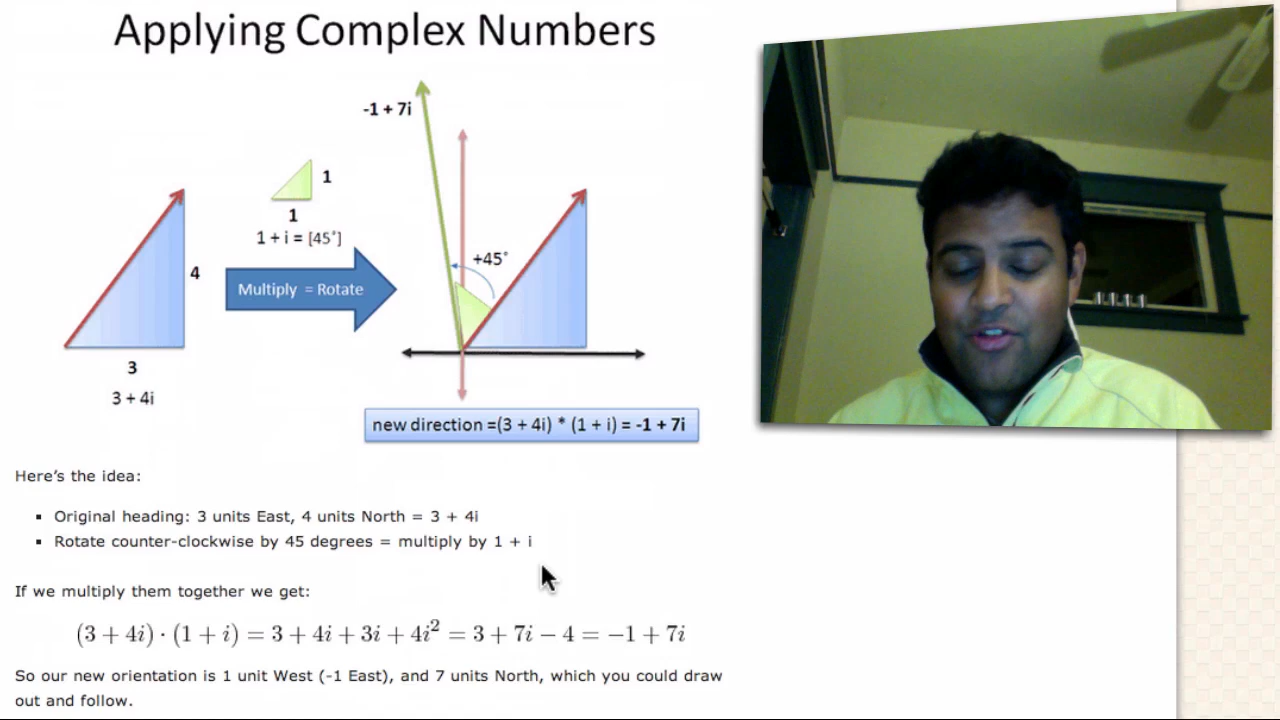 Applying Complex Numbers
-1 + 7i
1
1
1 + i = [45˚]
+45˚
4
Multiply = Rotate
3
3 + 4i
new direction =(3 + 4i) * (1 + i) = -1 + 7i
Here's the idea:
▪ Original heading: 3 units East, 4 units North = 3 + 4i
▪ Rotate counter-clockwise by 45 degrees = multiply by 1 + i
If we multiply them together we get:
(3 + 4i) · (1 + i) = 3 + 4i + 3i + 4i² = 3 + 7i − 4 = −1 + 7i
So our new orientation is 1 unit West (-1 East), and 7 units North, which you could draw
out and follow.